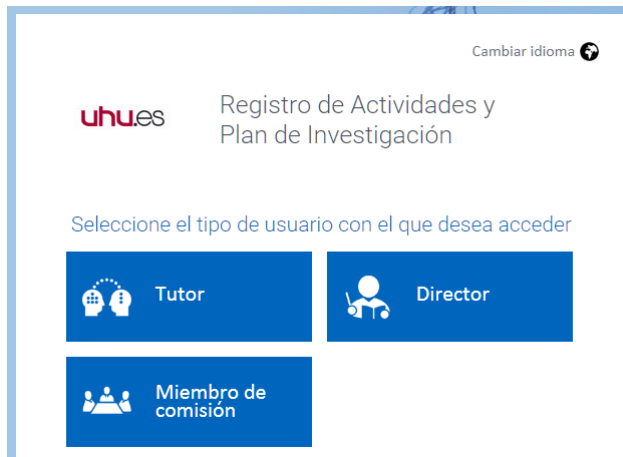 Cambiar idioma
uhu.es
Registro de Actividades y
Plan de Investigación
Seleccione el tipo de usuario con el que desea acceder
Tutor
Director
Miembro de
comisión